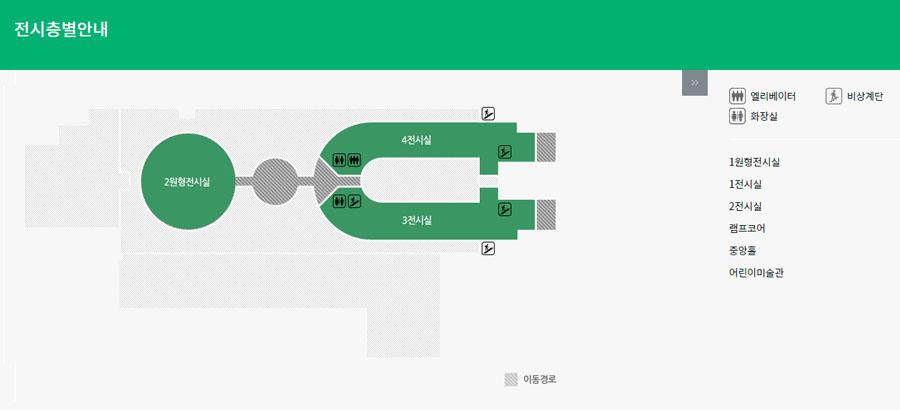 전시층별안내
»
엘리베이터
비상계단
화장실
4전시실
2원형전시실
3전시실
1원형전시실
1전시실
2전시실
램프코어
중앙홀
어린이미술관
이동경로